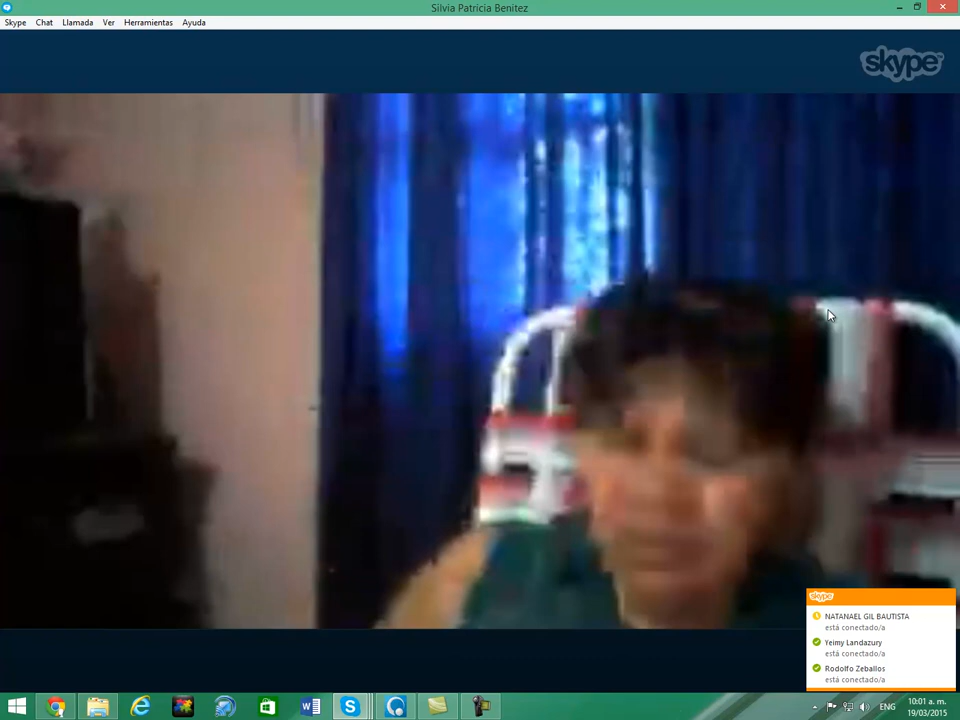 Silvia Patricia Benitez
Skype Chat Llamada Ver Herramientas Ayuda
skype™
skype
NATANAEL GIL BAUTISTA
está conectado/a
Yeimy Landazury
está conectado/a
Rodolfo Zeballos
está conectado/a
ENG
10:01 a. m.
19/03/2015